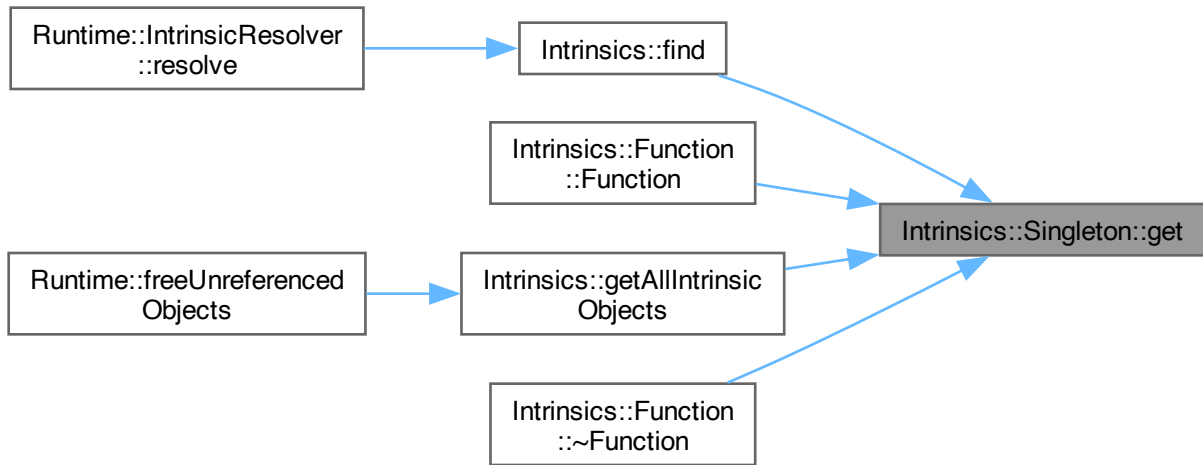 Runtime::IntrinsicResolver
::resolve
Intrinsics::find
Intrinsics::Function
::Function
Intrinsics::Singleton::get
Runtime::freeUnreferenced
Objects
Intrinsics::getAllIntrinsic
Objects
Intrinsics::Function
::~Function